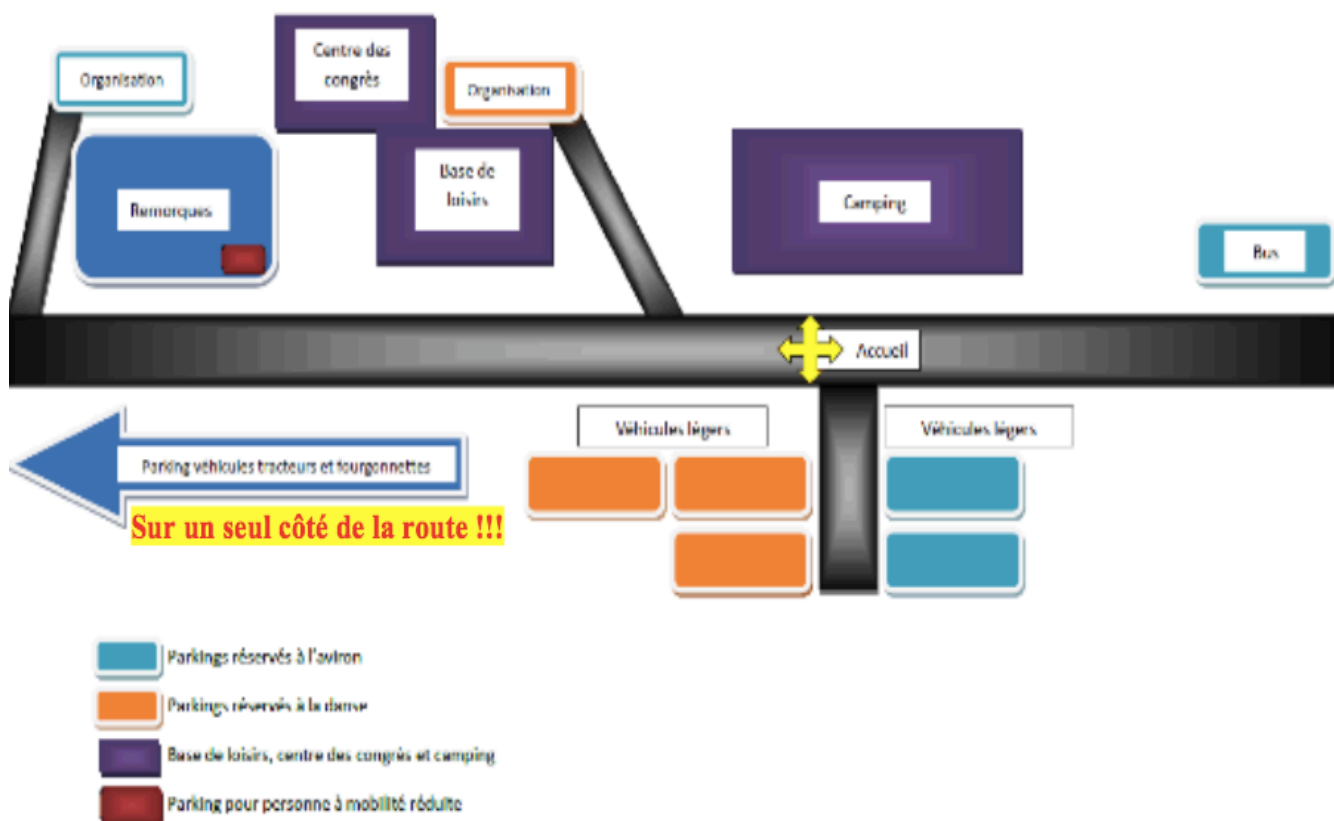 Centre des
congrès
Organisation
Organisation
Base de
loisirs
Remorques
Camping
Bus
Accueil
Véhicules légers
Véhicules légers
Parking véhicules tracteurs et fourgonnettes
Sur un seul côté de la route !!!
Parkings réservés à l'aviron
Parkings réservés à la danse
Base de loisirs, centre des congrès et camping
Parking pour personne à mobilité réduite